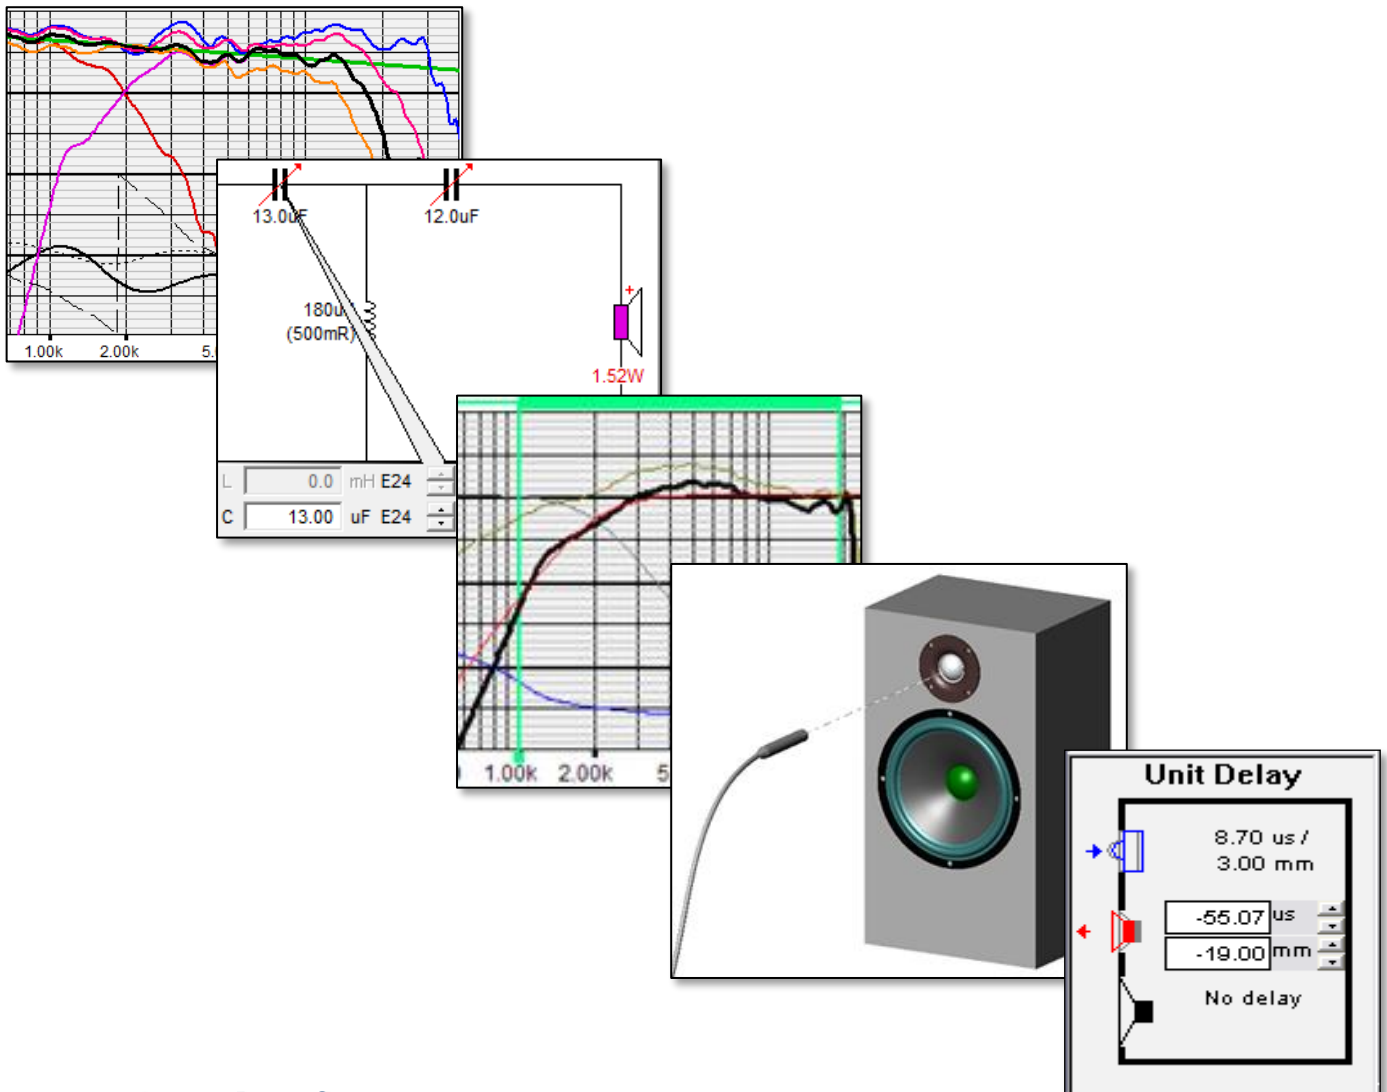 1.00k 2.00k 5.
13.0uF 12.0uF
180u
(500mR)
+
1.52W
L 0.0 mH E24
C 13.00 uF E24
1.00k 2.00k 5
Unit Delay
8.70 us /
3.00 mm
-55.07 us
-19.00 mm
No delay